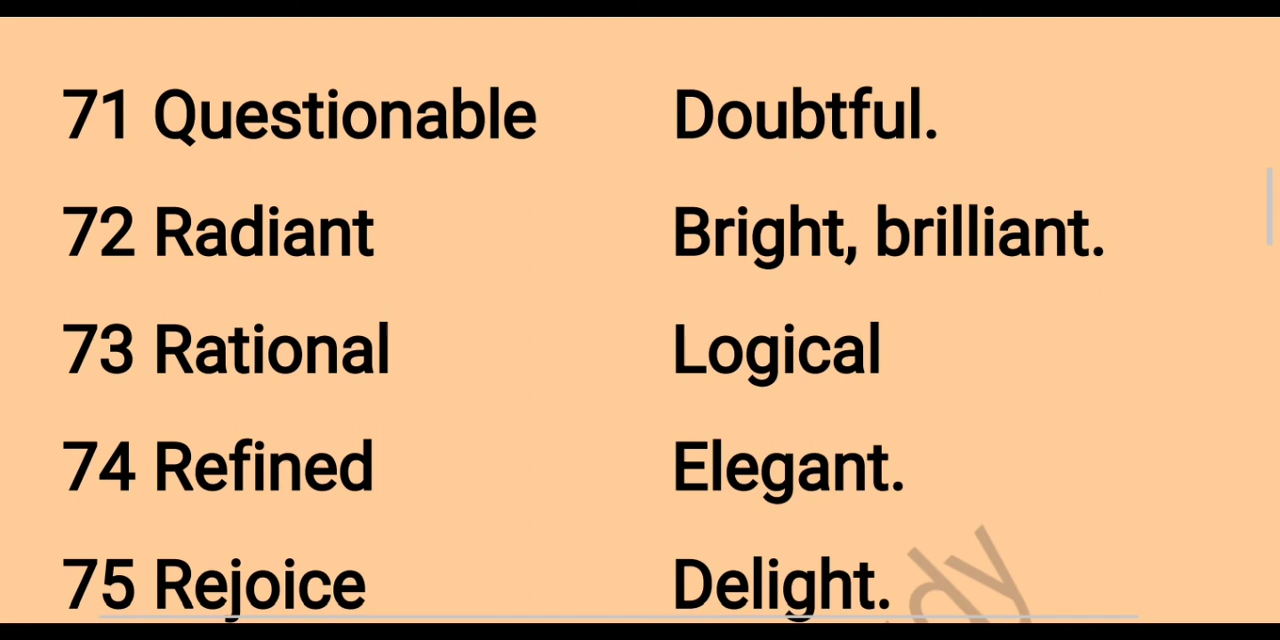 71 Questionable Doubtful.
72 Radiant Bright, brilliant.
73 Rational Logical
74 Refined Elegant.
75 Rejoice Delight.